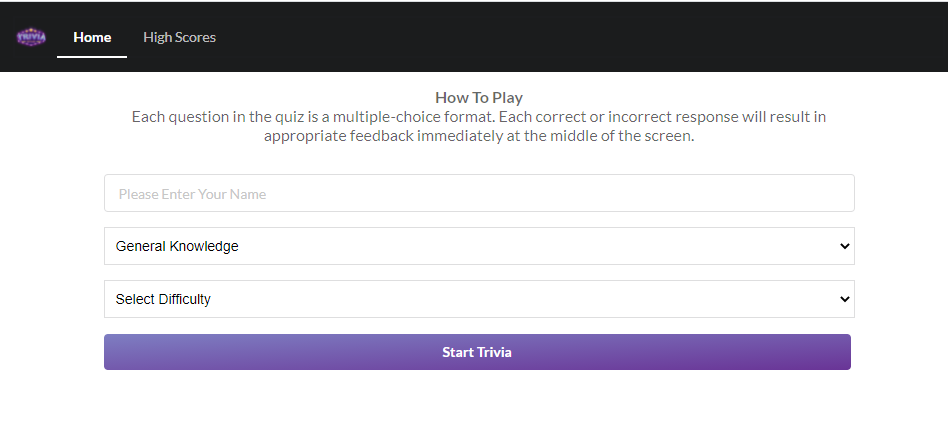 TRIVIA
Home
High Scores
How To Play
Each question in the quiz is a multiple-choice format. Each correct or incorrect response will result in
appropriate feedback immediately at the middle of the screen.
Please Enter Your Name
General Knowledge
Select Difficulty
Start Trivia